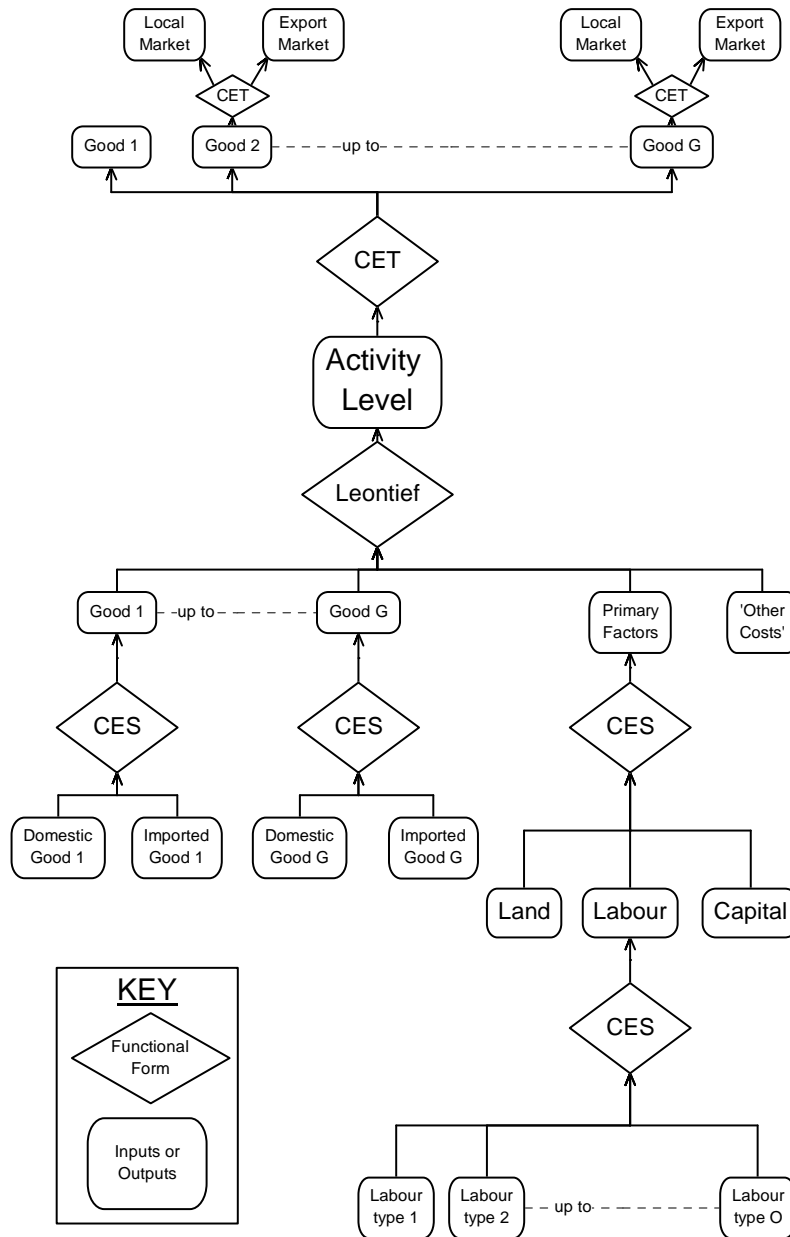 Local
Market
Export
Market
Local
Market
Export
Market
CET
CET
Good 1
Good 2
up to
Good G
CET
Activity
Level
Leontief
Good 1
up to
Good G
Primary
Factors
'Other
Costs'
CES
CES
CES
Domestic
Good 1
Imported
Good 1
Domestic
Good G
Imported
Good G
Land
Labour
Capital
KEY
CES
Functional
Form
Inputs or
Outputs
Labour
type 1
Labour
type 2
up to
Labour
type O